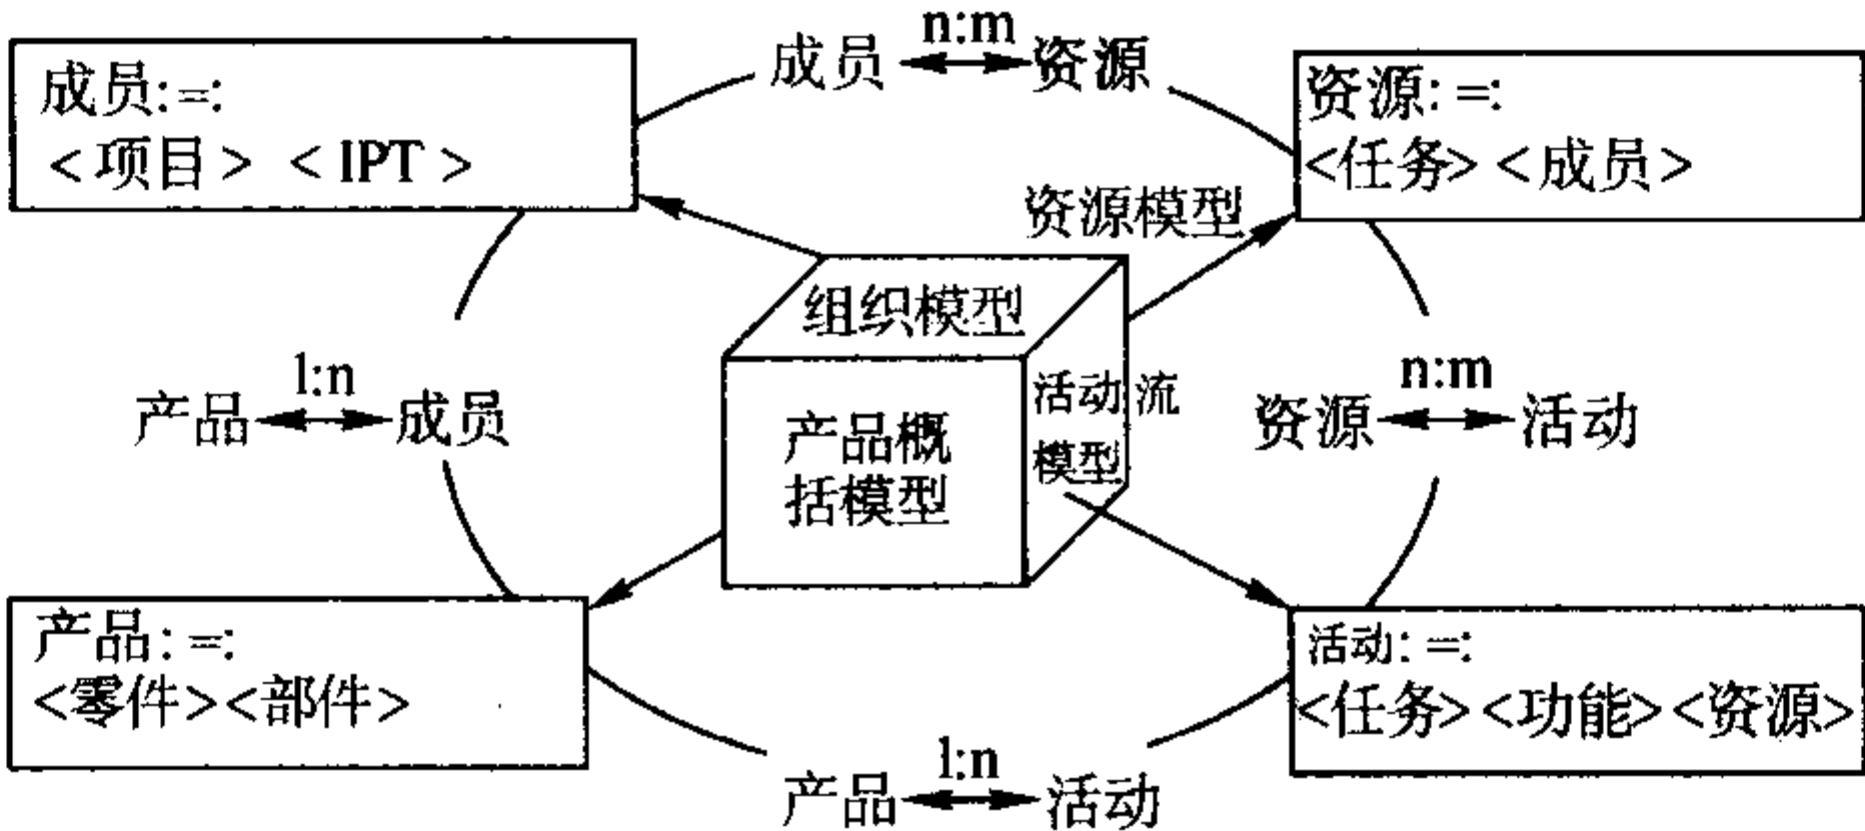 n:m
成员 资源
成员: =:
<项目> <IPT>
资源: =:
<任务> <成员>
资源模型
组织模型
1:n
产品 成员
产品概
括模型
活动流
模型
n:m
资源 活动
产品: =:
<零件><部件>
活动: =:
<任务><功能><资源>
1:n
产品 活动